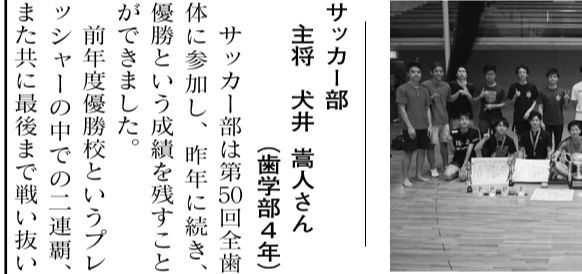 サッカー部
主将　犬井　嵩人さん
（歯学部４年）
サッカー部は第50回全歯
体に参加し、昨年に続き、
優勝という成績を残すこと
ができました。
前年度優勝校というプレ
ッシャーの中での二連覇、
また共に最後まで戦い抜い